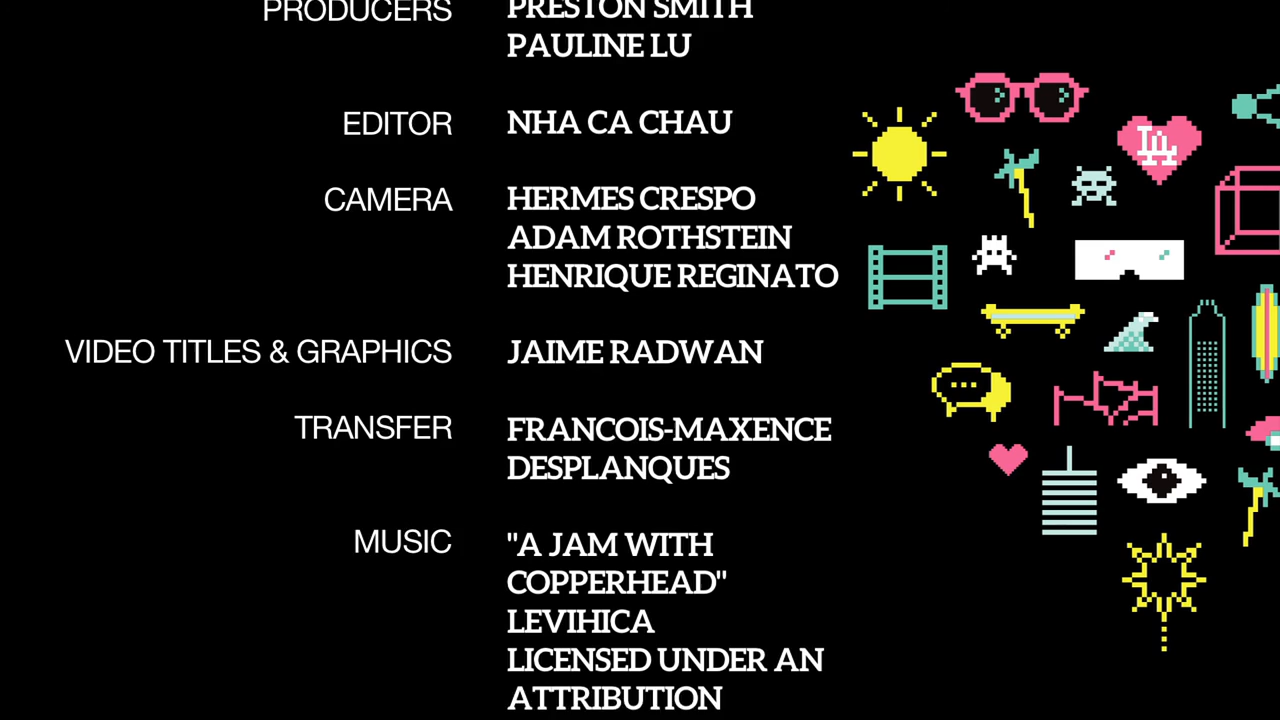 PRODUCERS PRESTON SMITH
PAULINE LU
EDITOR NHA CA CHAU
CAMERA HERMES CRESPO
ADAM ROTHSTEIN
HENRIQUE REGINATO
VIDEO TITLES & GRAPHICS JAIME RADWAN
TRANSFER FRANCOIS-MAXENCE
DESPLANQUES
MUSIC "A JAM WITH
COPPERHEAD"
LEVIHICA
LICENSED UNDER AN
ATTRIBUTION
LA